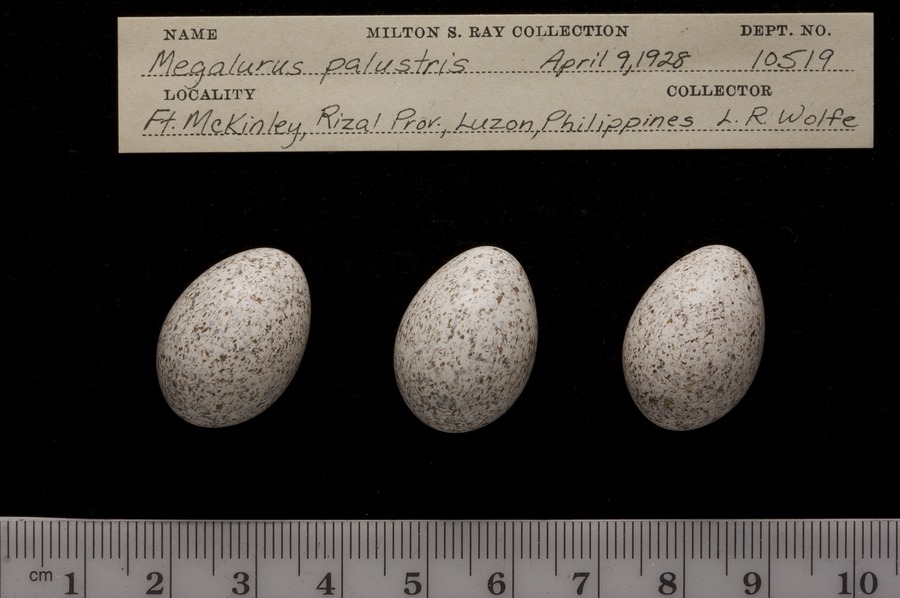 NAME MILTON S. RAY COLLECTION DEPT. NO.
Megalurus palustris April 9, 1928 10519
LOCALITY COLLECTOR
Ft. McKinley, Rizal Prov., Luzon, Philippines L. R. Wolfe
cm 1 2 3 4 5 6 7 8 9 10